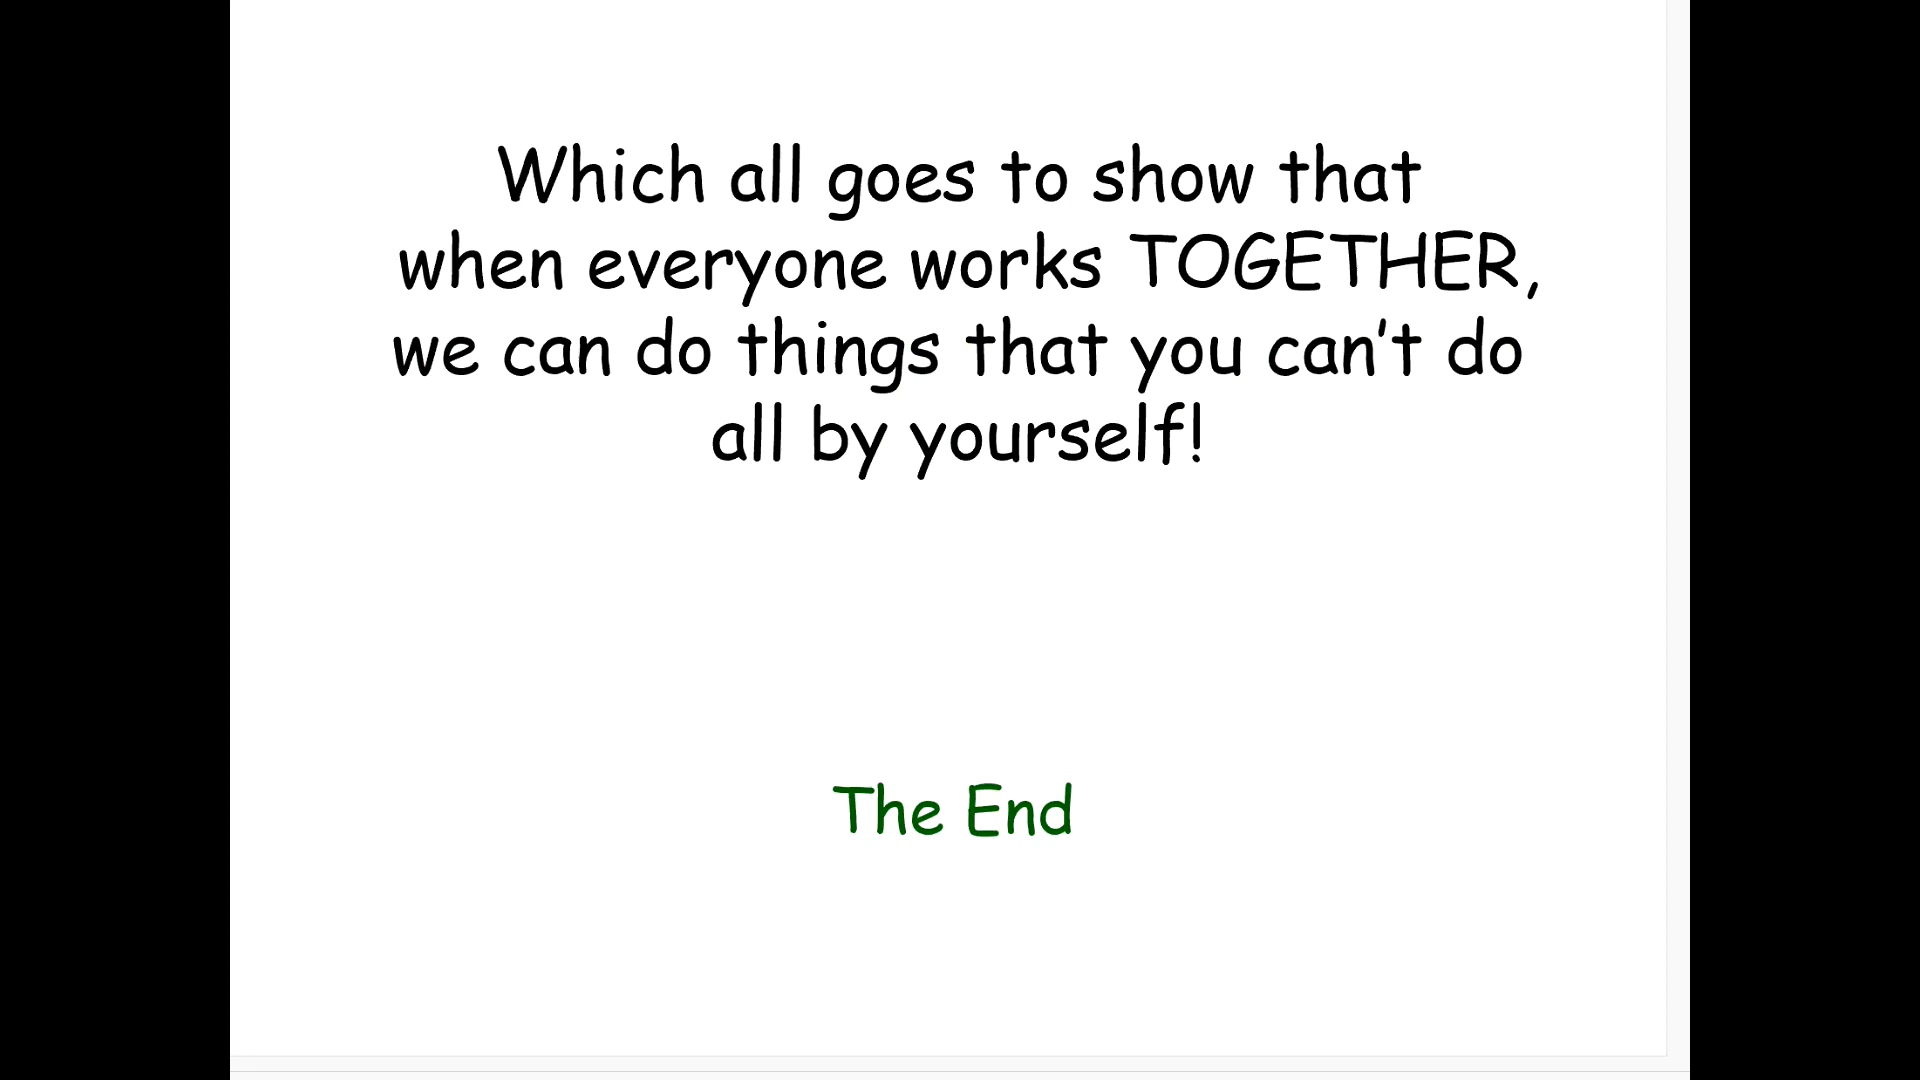 Which all goes to show that
when everyone works TOGETHER,
we can do things that you can’t do
all by yourself!
The End